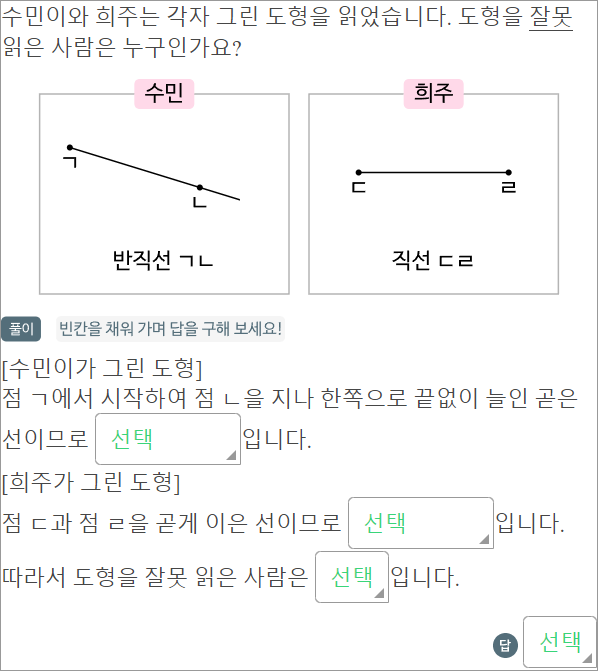 수민이와 희주는 각자 그린 도형을 읽었습니다. 도형을 잘못
읽은 사람은 누구인가요?
수민
ㄱ
ㄴ
반직선 ㄱㄴ
희주
ㄷ
ㄹ
직선 ㄷㄹ
풀이 빈칸을 채워 가며 답을 구해 보세요!
[수민이가 그린 도형]
점 ㄱ에서 시작하여 점 ㄴ을 지나 한쪽으로 끝없이 늘인 곧은
선이므로 선택 입니다.
[희주가 그린 도형]
점 ㄷ과 점 ㄹ을 곧게 이은 선이므로 선택 입니다.
따라서 도형을 잘못 읽은 사람은 선택 입니다.
답 선택